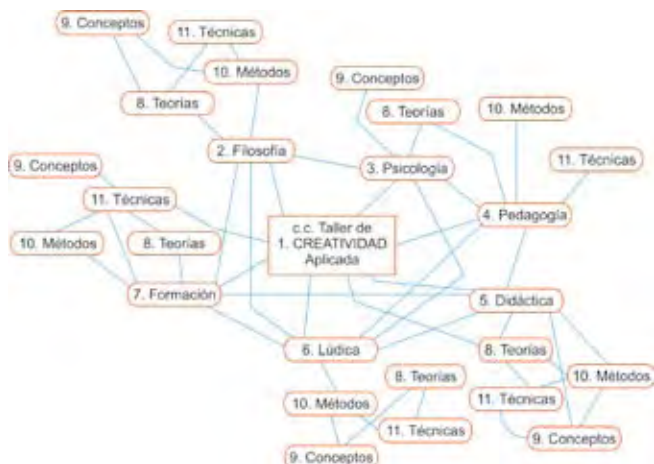 9. Conceptos
11. Técnicas
10. Métodos
8. Teorías
2. Filosofía
9. Conceptos
8. Teorías
10. Métodos
11. Técnicas
3. Psicología
4. Pedagogía
9. Conceptos
11. Técnicas
10. Métodos
8. Teorías
7. Formación
c.c. Taller de
1. CREATIVIDAD
Aplicada
5. Didáctica
6. Lúdica
8. Teorías
10. Métodos
11. Técnicas
9. Conceptos
8. Teorías
10. Métodos
11. Técnicas
9. Conceptos